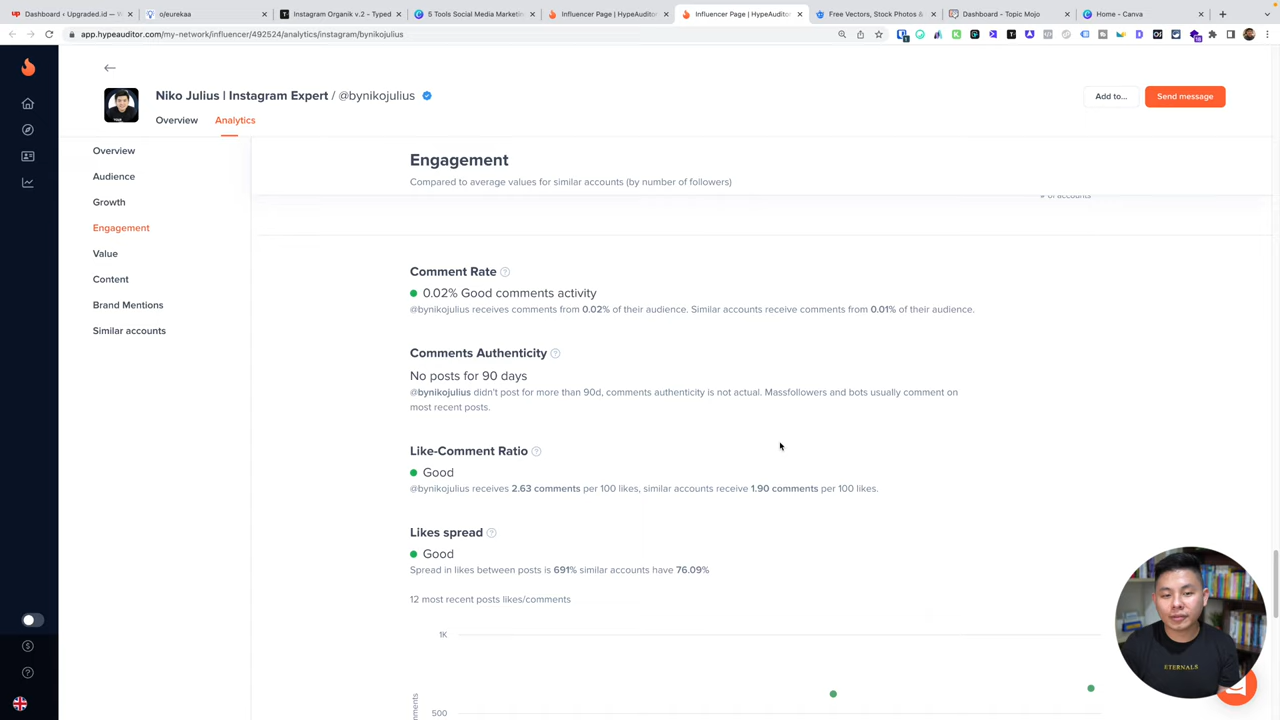 Dashboard ‹ Upgraded.id —
o/eurekaa
Instagram Organik v.2 - Typed
5 Tools Social Media Marketin
Influencer Page | HypeAuditor
Influencer Page | HypeAuditor
Free Vectors, Stock Photos &
Dashboard - Topic Mojo
Home - Canva
app.hypeauditor.com/my-network/influencer/492524/analytics/instagram/bynikojulius
Niko Julius | Instagram Expert / @bynikojulius
Add to...
Send message
Overview
Analytics
Overview
Audience
Growth
Engagement
Value
Content
Brand Mentions
Similar accounts
Engagement
Compared to average values for similar accounts (by number of followers)
# of accounts
Comment Rate
0.02% Good comments activity
@bynikojulius receives comments from 0.02% of their audience. Similar accounts receive comments from 0.01% of their audience.
Comments Authenticity
No posts for 90 days
@bynikojulius didn't post for more than 90d, comments authenticity is not actual. Massfollowers and bots usually comment on
most recent posts.
Like-Comment Ratio
Good
@bynikojulius receives 2.63 comments per 100 likes, similar accounts receive 1.90 comments per 100 likes.
Likes spread
Good
Spread in likes between posts is 691% similar accounts have 76.09%
12 most recent posts likes/comments
1K
500
ETERNALS